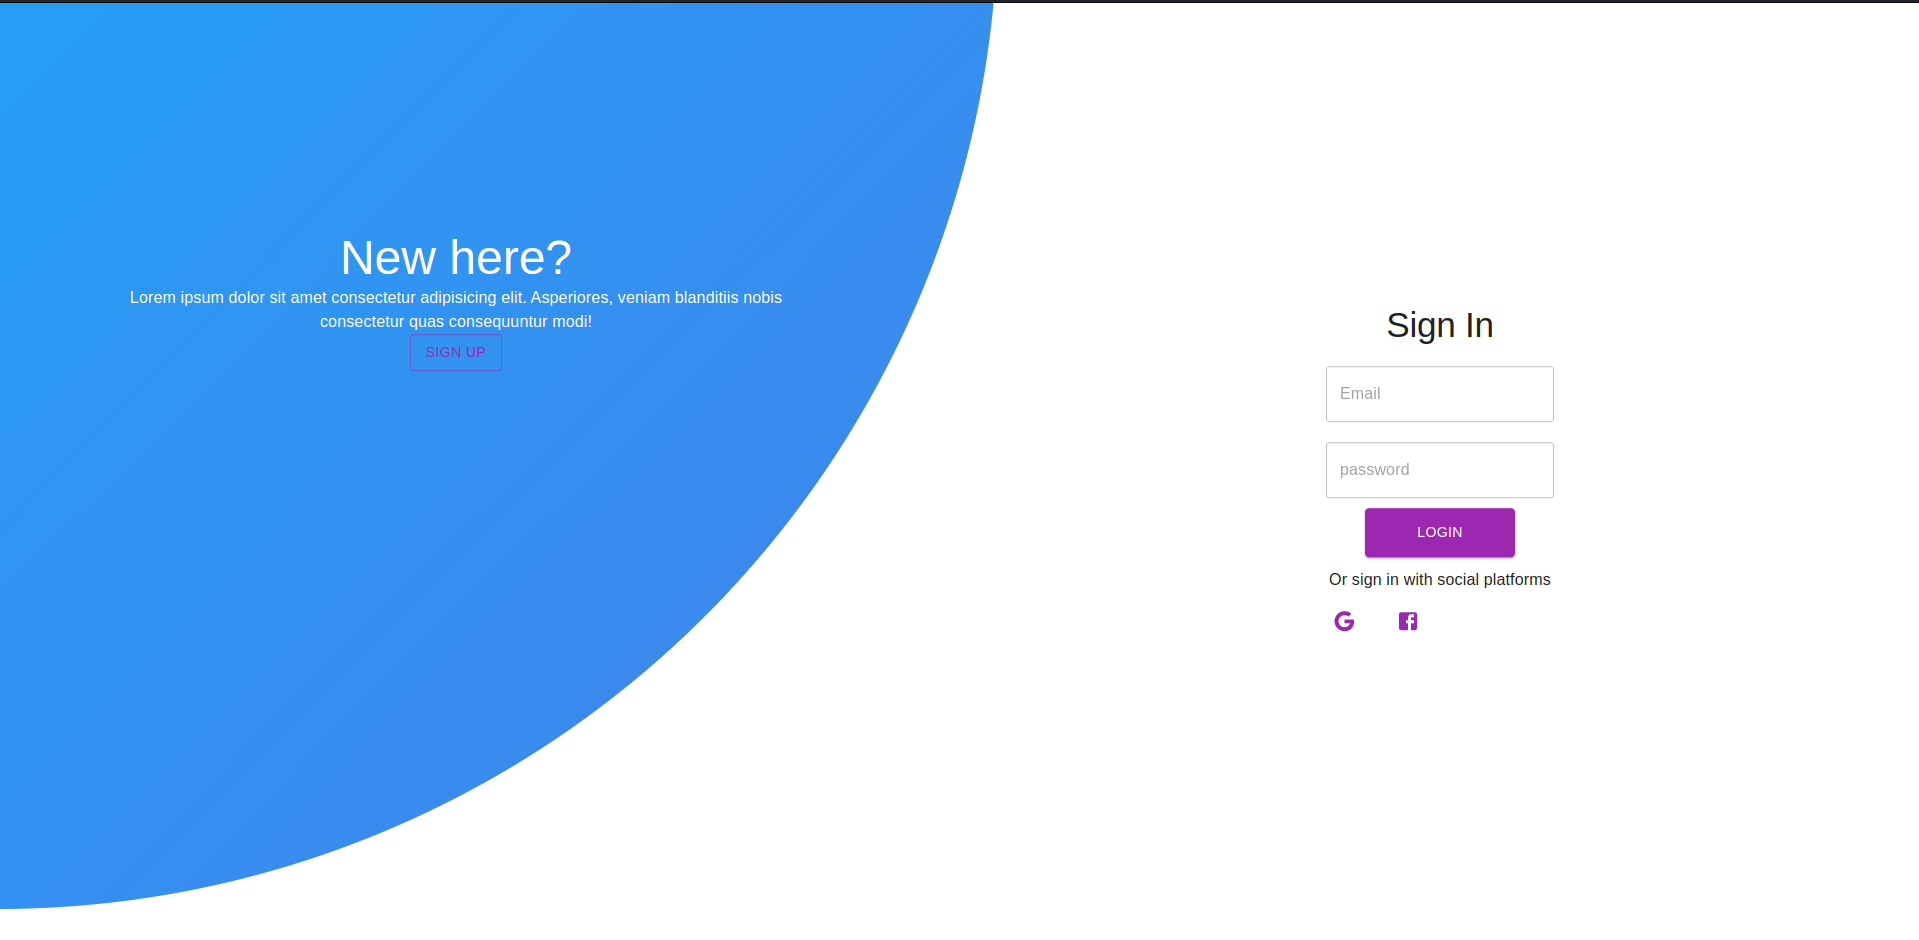 New here?
Lorem ipsum dolor sit amet consectetur adipisicing elit. Asperiores, veniam blanditiis nobis
consectetur quas consequuntur modi!
SIGN UP
Sign In
Email
password
LOGIN
Or sign in with social platforms